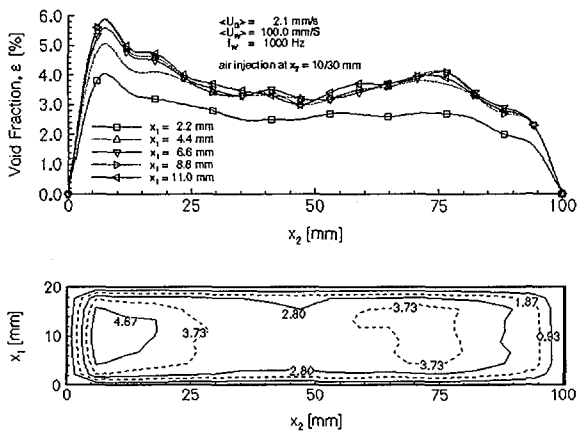 6.0
5.0
4.0
3.0
2.0
1.0
0.0
Void Fraction, ε [%]
<U₀> = 2.1 mm/s
<U_w> = 100.0 mm/S
f_w = 1000 Hz
air injection at x_T = 10/30 mm
x₁ = 2.2 mm
x₁ = 4.4 mm
x₁ = 6.6 mm
x₁ = 8.8 mm
x₁ = 11.0 mm
0 25 50 75 100
x₂ [mm]
20
10
0
x₁ [mm]
4.67
3.73
2.80
2.80
3.73
3.73
1.87
0.93
0 25 50 75 100
x₂ [mm]